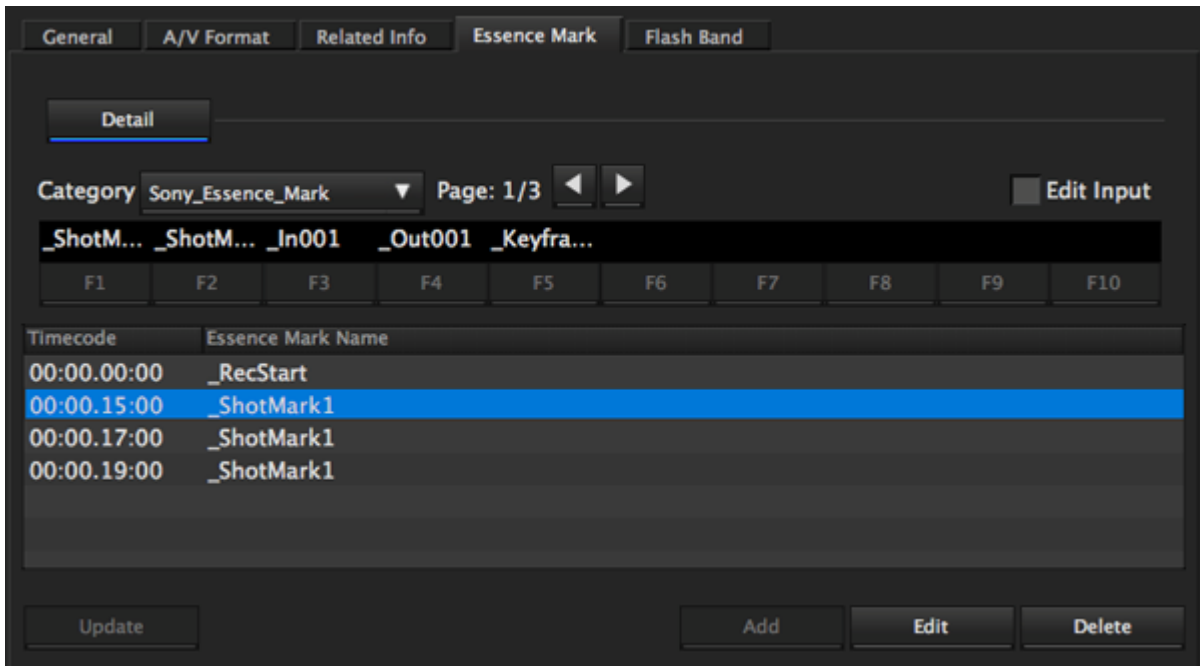 General A/V Format Related Info Essence Mark Flash Band
Detail
Category Sony_Essence_Mark Page: 1/3 Edit Input
_ShotM... _ShotM... _In001 _Out001 _Keyfra...
F1 F2 F3 F4 F5 F6 F7 F8 F9 F10
Timecode Essence Mark Name
00:00.00:00 _RecStart
00:00.15:00 _ShotMark1
00:00.17:00 _ShotMark1
00:00.19:00 _ShotMark1
Update Add Edit Delete